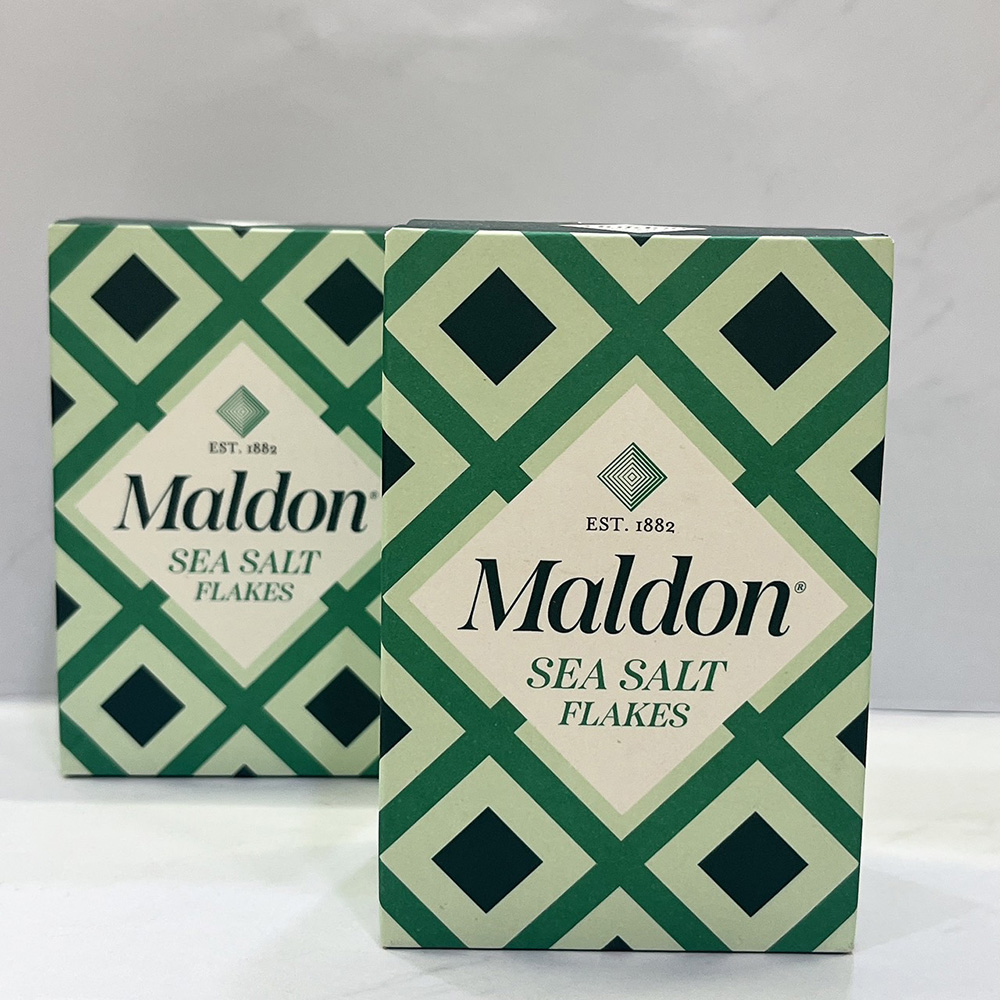 EST. 1882
Maldon®
SEA SALT
FLAKES
EST. 1882
Maldon®
SEA SALT
FLAKES